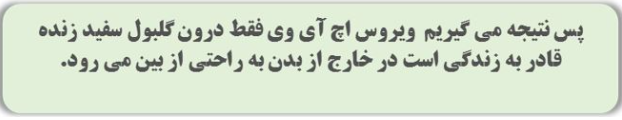 پس نتیجه می گیریم ویروس اچ آی وی فقط درون گلبول سفید زنده
قادر به زندگی است در خارج از بدن به راحتی از بین می رود.